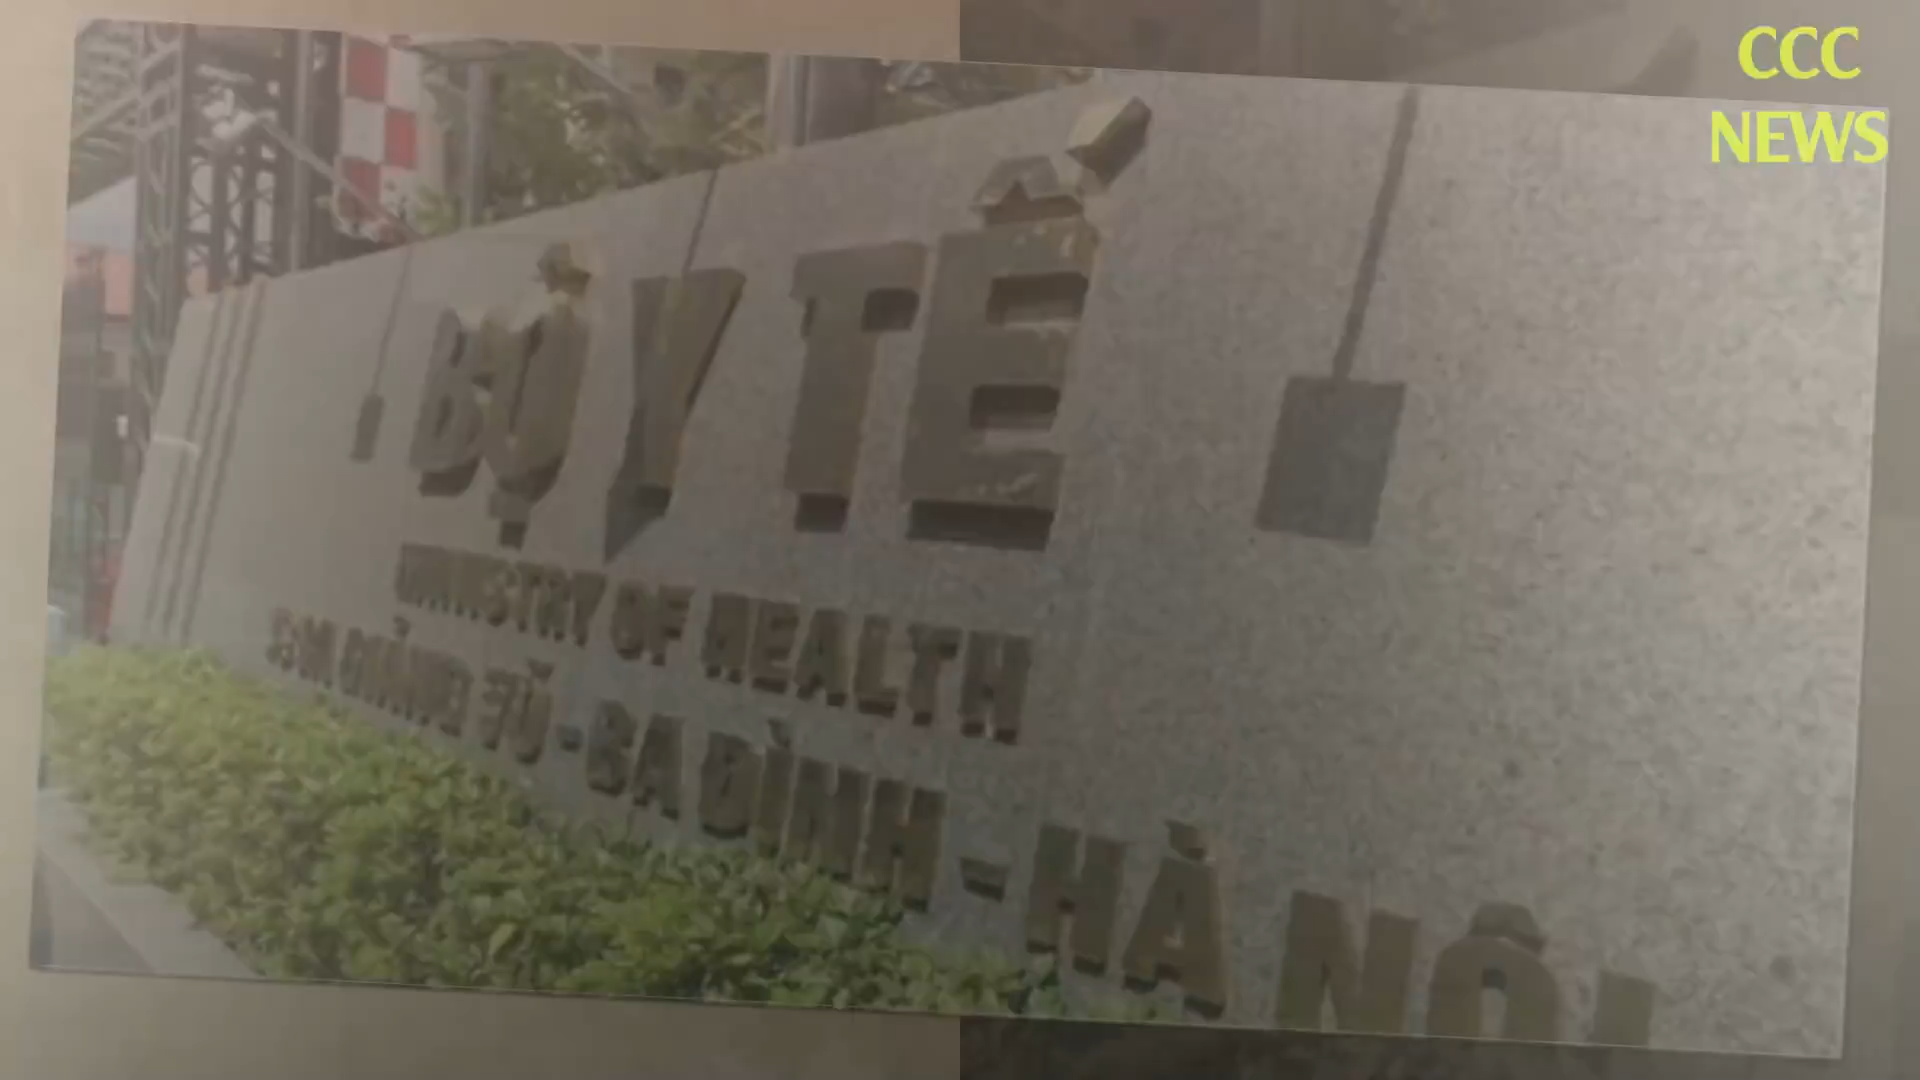 CCC
NEWS
BỘ Y TẾ
MINISTRY OF HEALTH
GIẢNG VÕ - BA ĐÌNH - HÀ NỘI